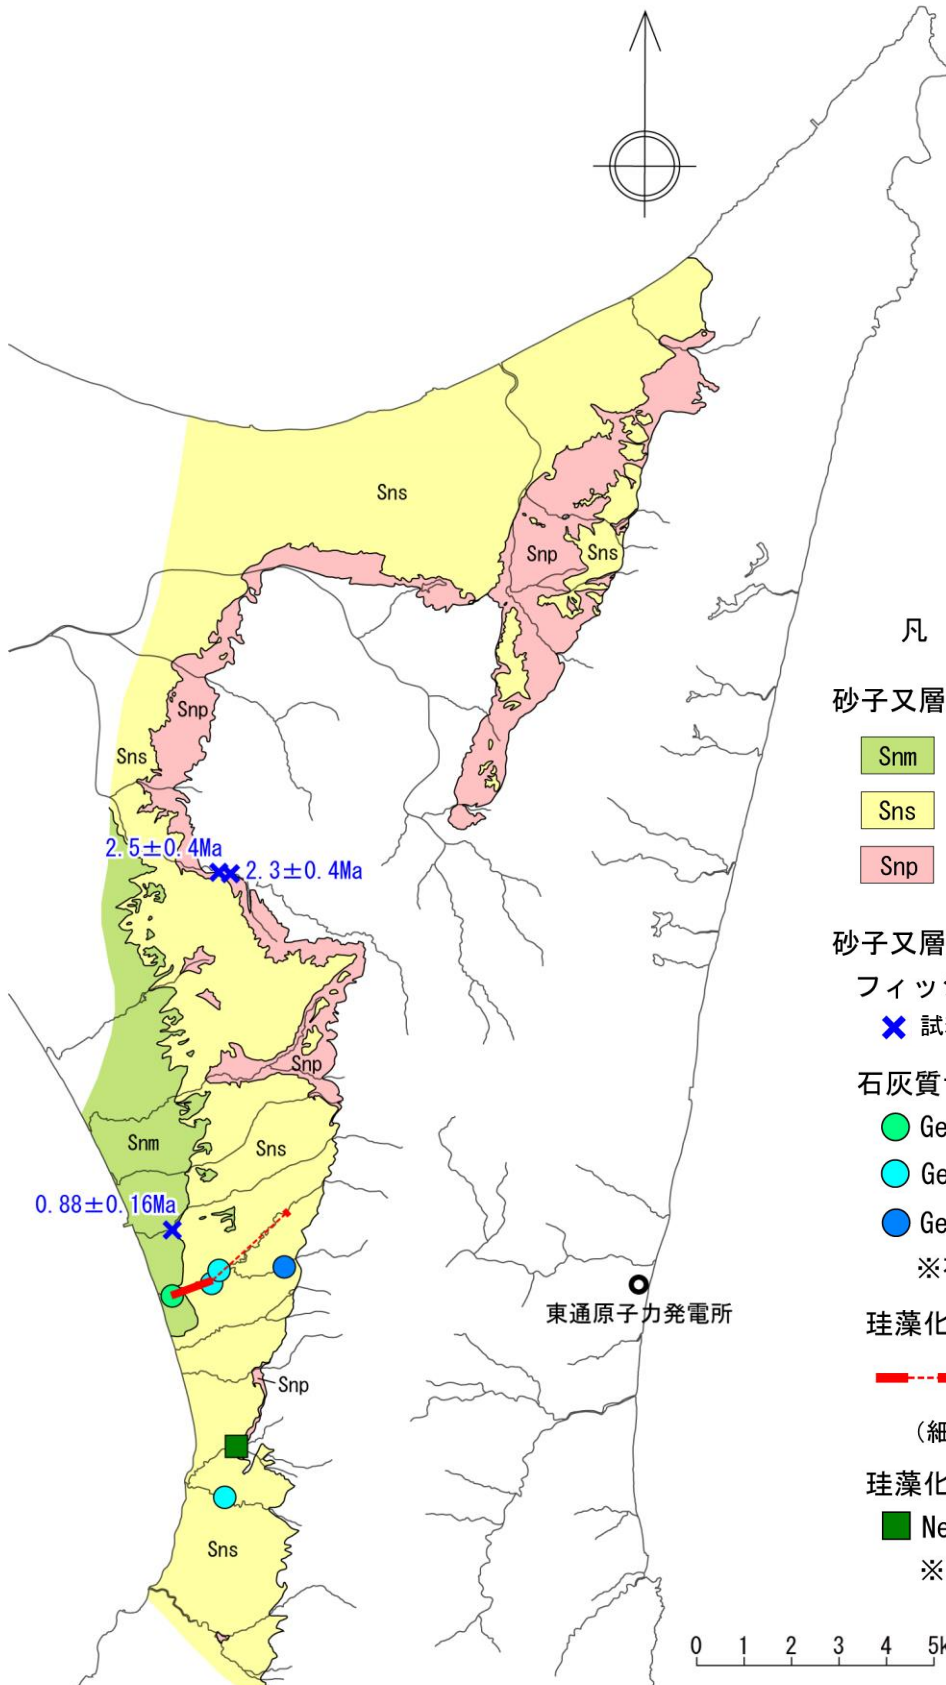 Sns
Snp
Sns
凡
Snp
砂子又層
Sns
Snm
Sns
2.5±0.4Ma
2.3±0.4Ma
Snp
砂子又層
フィッ
試
Snp
石灰質
Snm
Sns
Ge
Ge
0.88±0.16Ma
Ge
※
東通原子力発電所
珪藻化
Snp
(細
珪藻化
Ne
Sns
※
0 1 2 3 4 5k